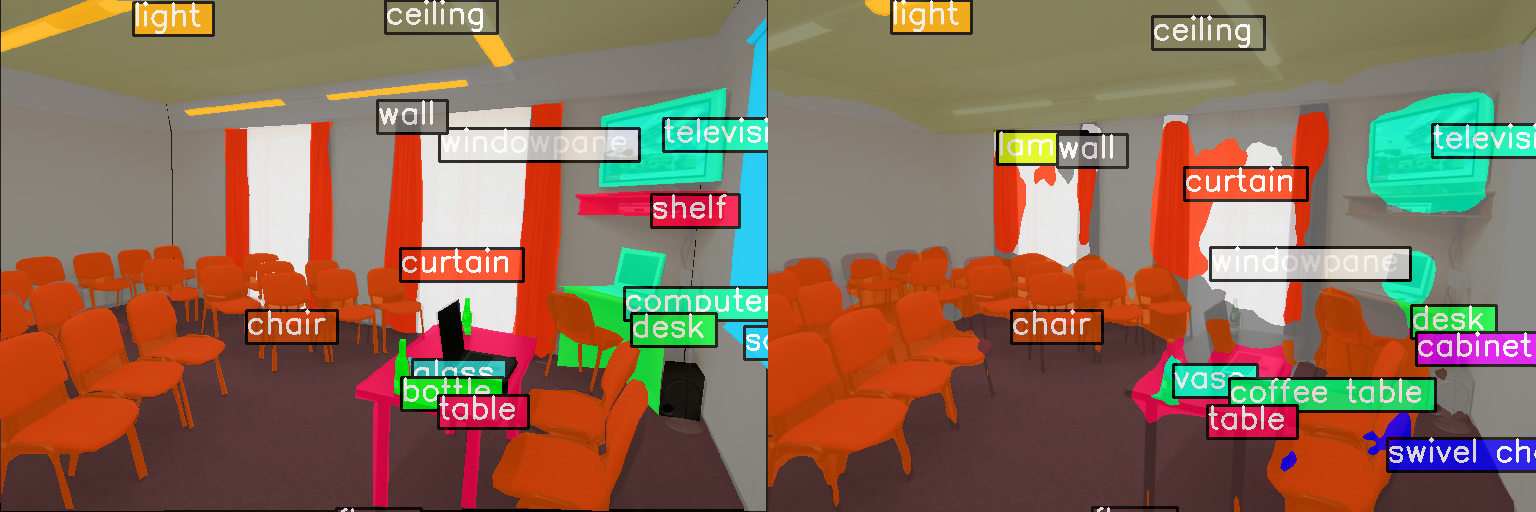 light
ceiling
wall
windowpane
televisi
shelf
curtain
computer
desk
chair
glass
bottle
table
light
ceiling
lam
wall
televisi
curtain
windowpane
desk
chair
cabinet
vase
coffee table
table
swivel ch